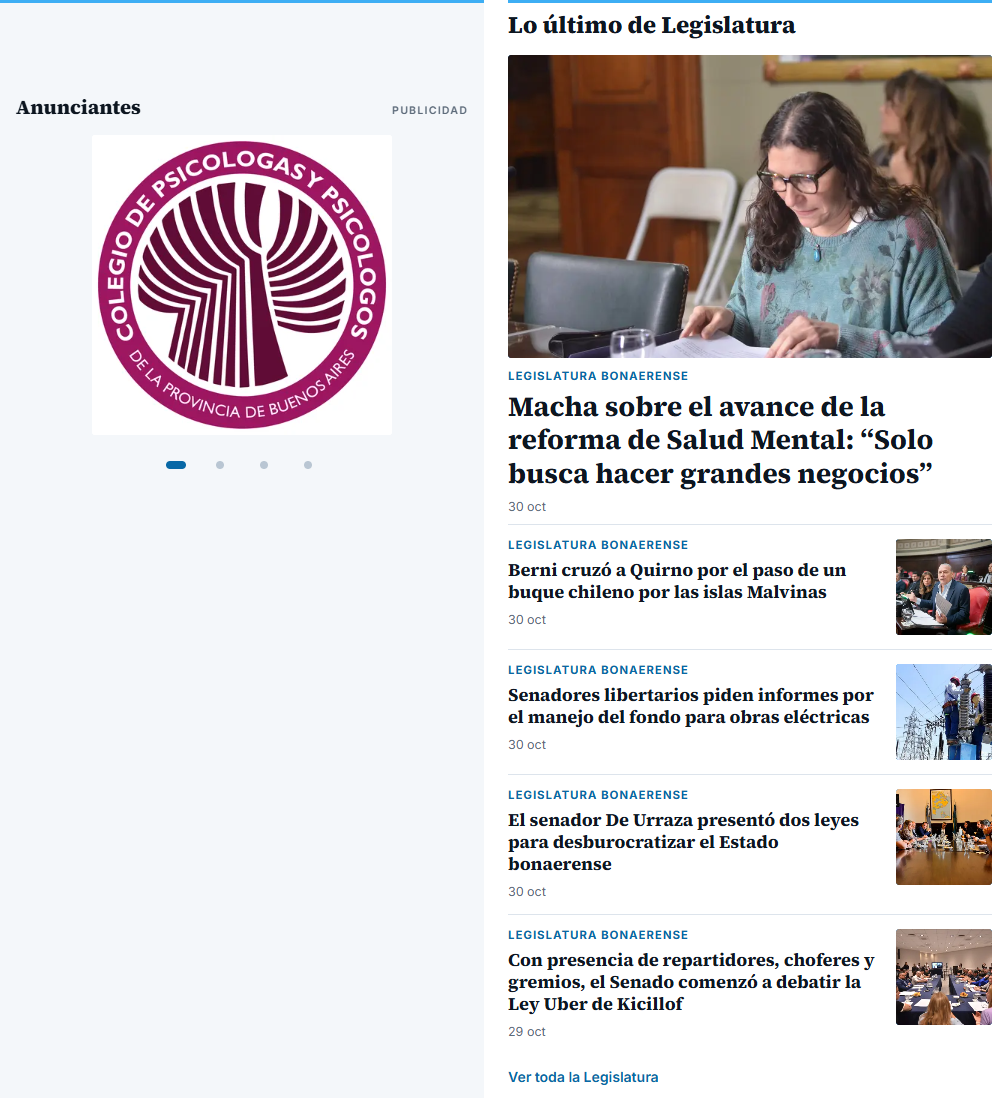 Anunciantes
PUBLICIDAD
COLEGIO DE PSICOLOGAS Y PSICOLOGOS
DE LA PROVINCIA DE BUENOS AIRES
Lo último de Legislatura
LEGISLATURA BONAERENSE
Macha sobre el avance de la
reforma de Salud Mental: “Solo
busca hacer grandes negocios”
30 oct
LEGISLATURA BONAERENSE
Berni cruzó a Quirno por el paso de un
buque chileno por las islas Malvinas
30 oct
LEGISLATURA BONAERENSE
Senadores libertarios piden informes por
el manejo del fondo para obras eléctricas
30 oct
LEGISLATURA BONAERENSE
El senador De Urraza presentó dos leyes
para desburocratizar el Estado
bonaerense
30 oct
LEGISLATURA BONAERENSE
Con presencia de repartidores, choferes y
gremios, el Senado comenzó a debatir la
Ley Uber de Kicillof
29 oct
Ver toda la Legislatura